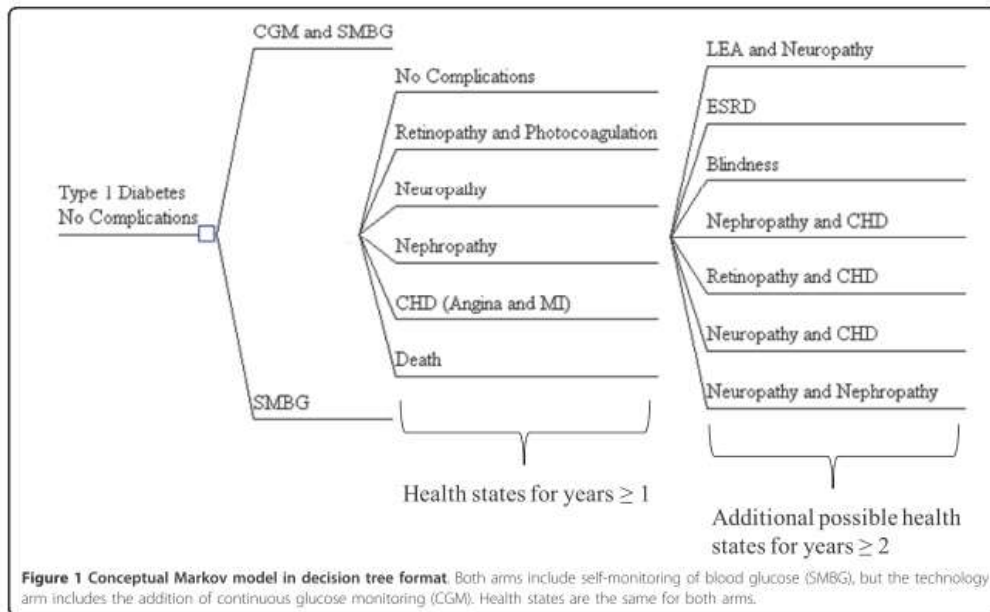 CGM and SMBG
Type 1 Diabetes
No Complications
SMBG
No Complications
Retinopathy and Photocoagulation
Neuropathy
Nephropathy
CHD (Angina and MI)
Death
Health states for years ≥ 1
LEA and Neuropathy
ESRD
Blindness
Nephropathy and CHD
Retinopathy and CHD
Neuropathy and CHD
Neuropathy and Nephropathy
Additional possible health
states for years ≥ 2
Figure 1 Conceptual Markov model in decision tree format. Both arms include self-monitoring of blood glucose (SMBG), but the technology
arm includes the addition of continuous glucose monitoring (CGM). Health states are the same for both arms.